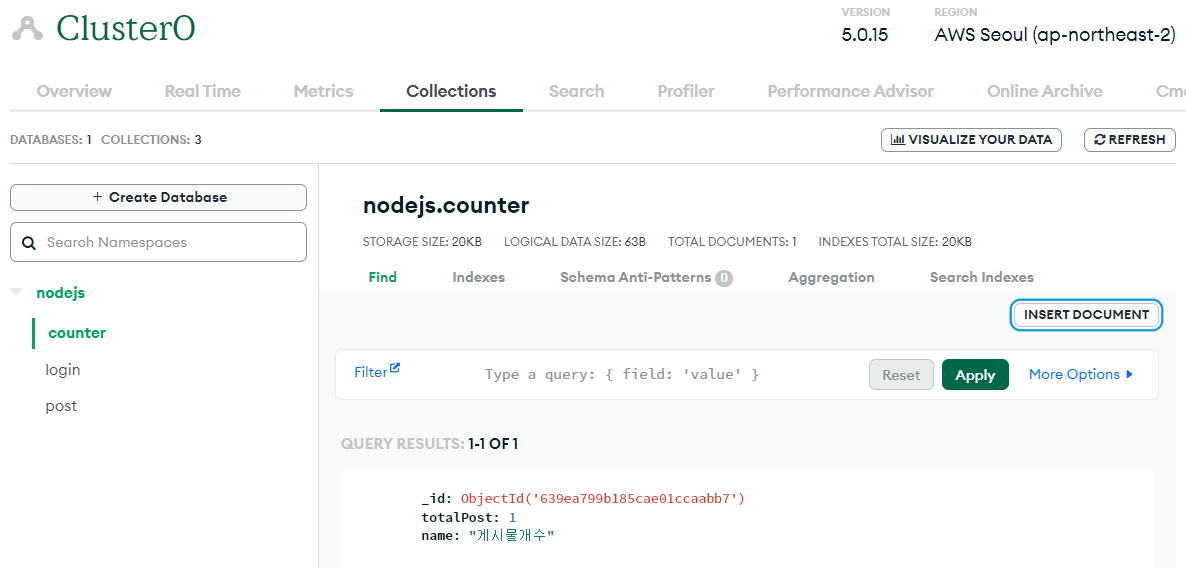 Cluster0
VERSION
5.0.15
REGION
AWS Seoul (ap-northeast-2)
Overview Real Time Metrics Collections Search Profiler Performance Advisor Online Archive Cm
DATABASES: 1 COLLECTIONS: 3
VISUALIZE YOUR DATA
REFRESH
+ Create Database
Search Namespaces
nodejs
counter
login
post
nodejs.counter
STORAGE SIZE: 20KB LOGICAL DATA SIZE: 63B TOTAL DOCUMENTS: 1 INDEXES TOTAL SIZE: 20KB
Find Indexes Schema Anti-Patterns 0 Aggregation Search Indexes
INSERT DOCUMENT
Filter Type a query: { field: 'value' } Reset Apply More Options
QUERY RESULTS: 1-1 OF 1
_id: ObjectId('639ea799b185cae01ccaabb7')
totalPost: 1
name: "게시물개수"